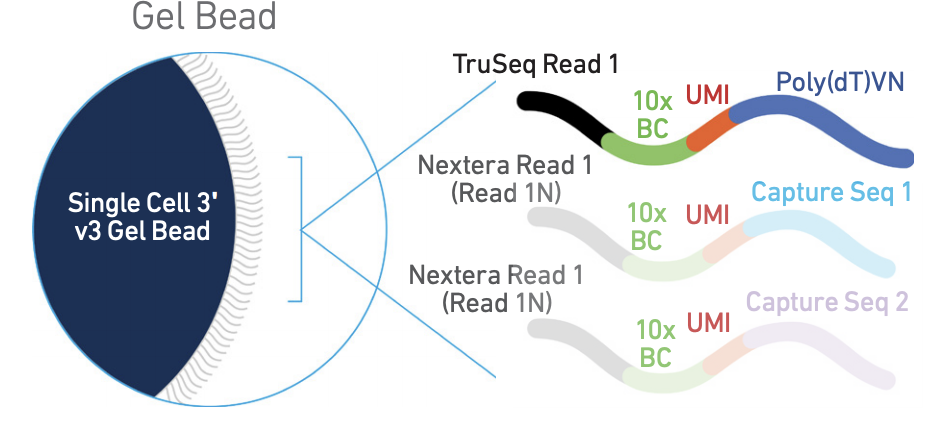 Gel Bead
Single Cell 3'
v3 Gel Bead
TruSeq Read 1
10x
BC
UMI
Poly(dT)VN
Nextera Read 1
(Read 1N)
10x
BC
UMI
Capture Seq 1
Nextera Read 1
(Read 1N)
10x
BC
UMI
Capture Seq 2